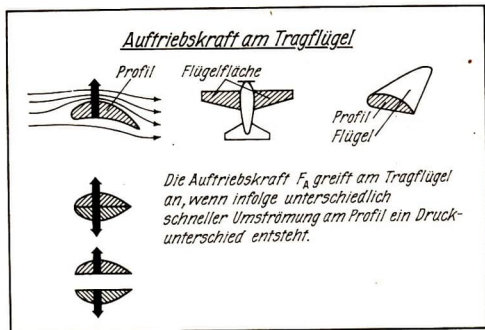 Auftriebskraft am Tragflügel
Profil
Flügelfläche
Profil
Flügel
Die Auftriebskraft F_A greift am Tragflügel
an, wenn infolge unterschiedlich
schneller Umströmung am Profil ein Druck-
unterschied entsteht.